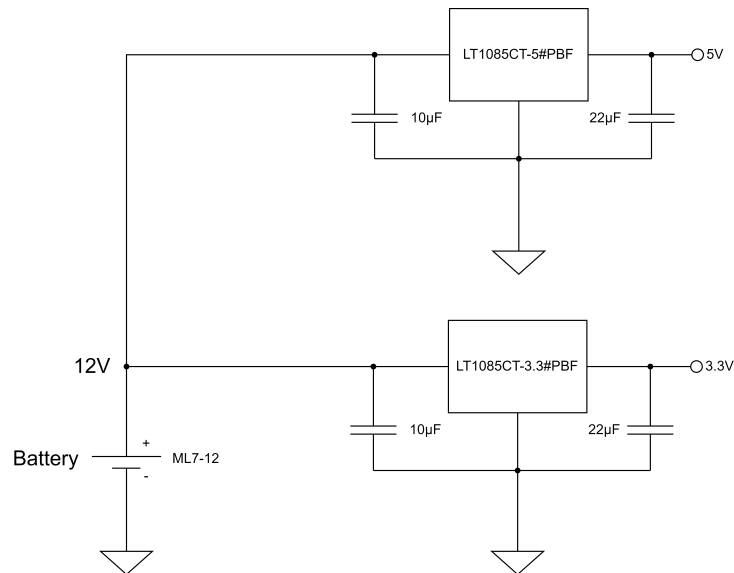 LT1085CT-5#PBF
5V
10µF
22µF
12V
LT1085CT-3.3#PBF
3.3V
10µF
22µF
+
Battery
ML7-12
-